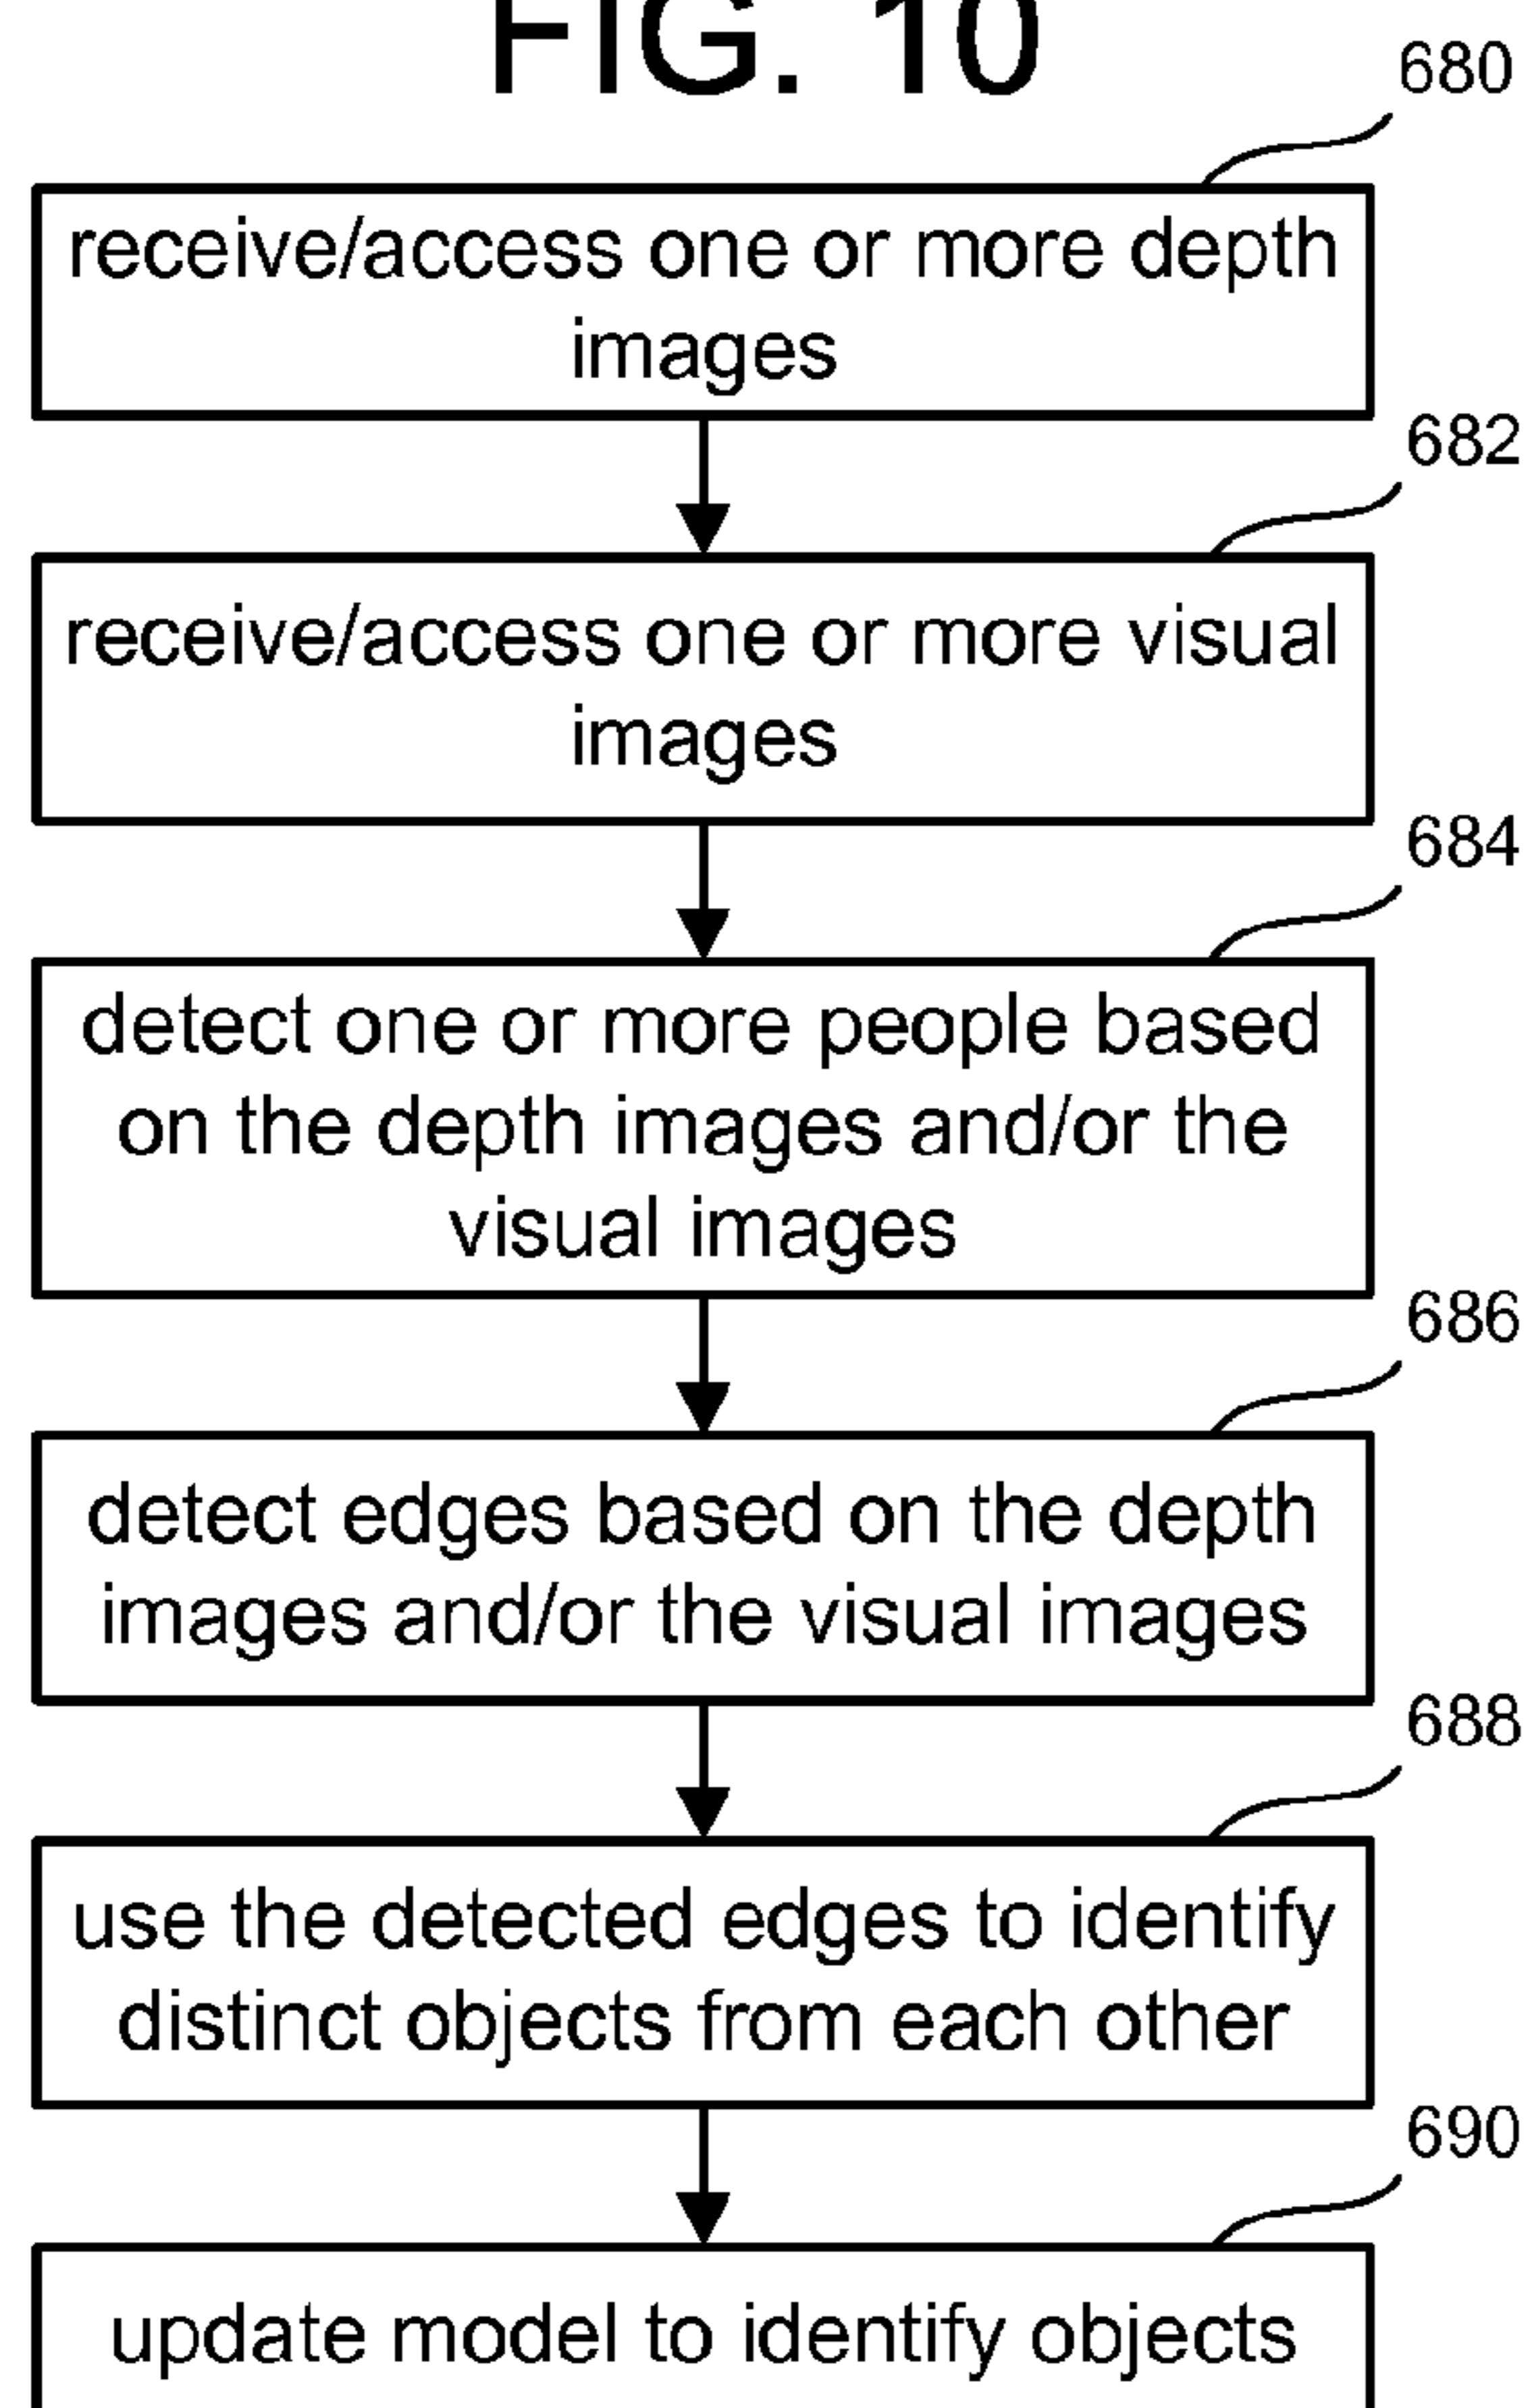 FIG. 10
680
receive/access one or more depth
images
682
receive/access one or more visual
images
684
detect one or more people based
on the depth images and/or the
visual images
686
detect edges based on the depth
images and/or the visual images
688
use the detected edges to identify
distinct objects from each other
690
update model to identify objects